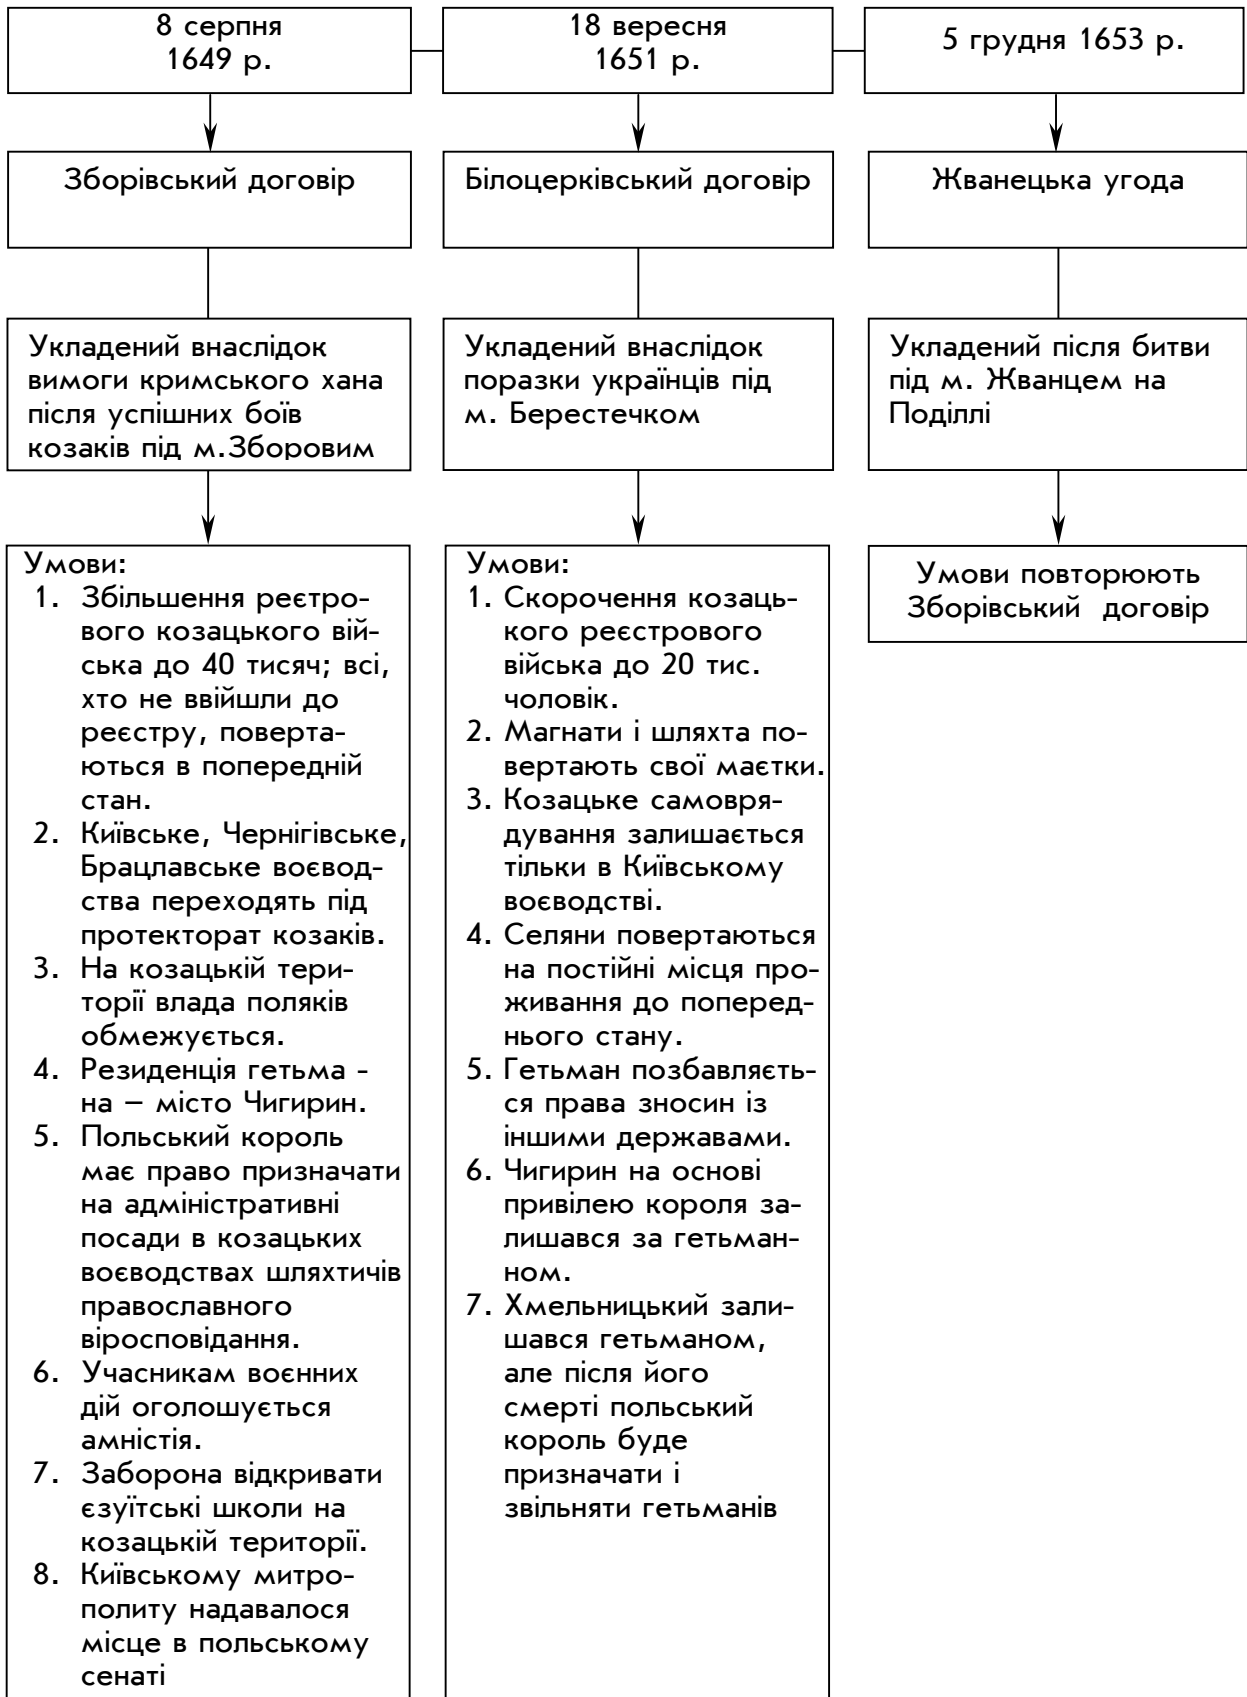 8 серпня
1649 р.
18 вересня
1651 р.
5 грудня 1653 р.
Зборівський договір
Білоцерківський договір
Жванецька угода
Укладений внаслідок
вимоги кримського хана
після успішних боїв
козаків під м.Зборовим
Укладений внаслідок
поразки українців під
м. Берестечком
Укладений після битви
під м. Жванцем на
Поділлі
Умови:
1. Збільшення реєтро-
вого козацького вій-
ська до 40 тисяч; всі,
хто не ввійшли до
реєстру, поверта-
ються в попередній
стан.
2. Київське, Чернігівське,
Брацлавське воєвод-
ства переходять під
протекторат козаків.
3. На козацькій тери-
торії влада поляків
обмежується.
4. Резиденція гетьма -
на – місто Чигирин.
5. Польський король
має право призначати
на адміністративні
посади в козацьких
воєводствах шляхтичів
православного
віросповідання.
6. Учасникам воєнних
дій оголошується
амністія.
7. Заборона відкривати
єзуїтські школи на
козацькій території.
8. Київському митро-
политу надавалося
місце в польському
сенаті
Умови:
1. Скорочення козаць-
кого реєстрового
війська до 20 тис.
чоловік.
2. Магнати і шляхта по-
вертають свої маєтки.
3. Козацьке самовря-
дування залишається
тільки в Київському
воєводстві.
4. Селяни повертаються
на постійні місця про-
живання до поперед-
нього стану.
5. Гетьман позбавляєть-
ся права зносин із
іншими державами.
6. Чигирин на основі
привілею короля за-
лишався за гетьман-
ном.
7. Хмельницький зали-
шався гетьманом,
але після його
смерті польський
король буде
призначати і
звільняти гетьманів
Умови повторюють
Зборівський договір